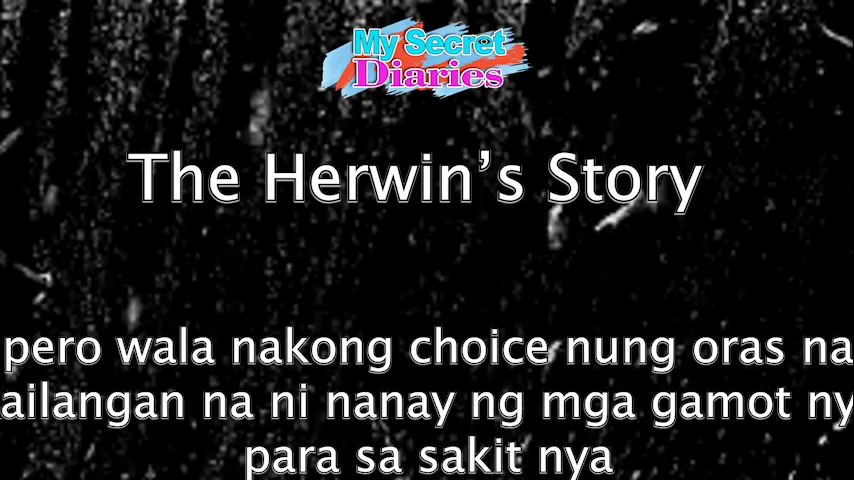 My Secret
Diaries
The Herwin's Story
pero wala nakong choice nung oras na
ailangan na ni nanay ng mga gamot ny
para sa sakit nya